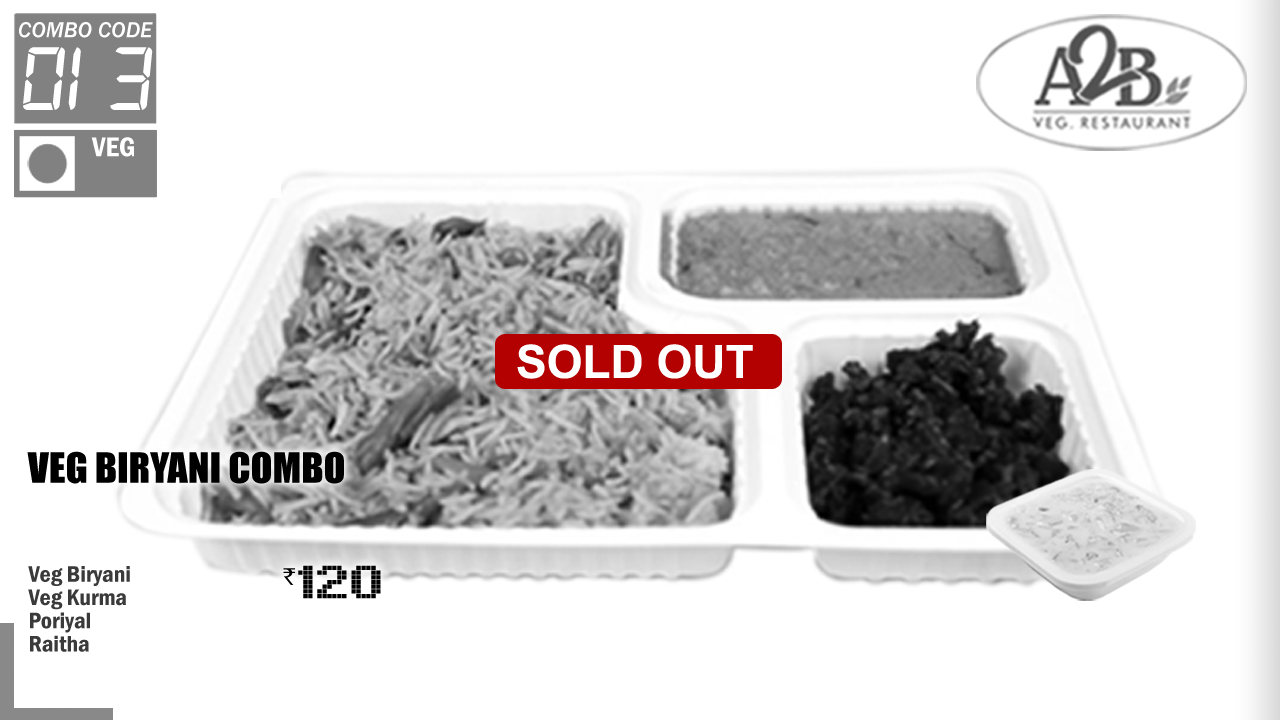 COMBO CODE
013
VEG
A2B
VEG. RESTAURANT
SOLD OUT
VEG BIRYANI COMBO
Veg Biryani
Veg Kurma
Poriyal
Raitha
₹120